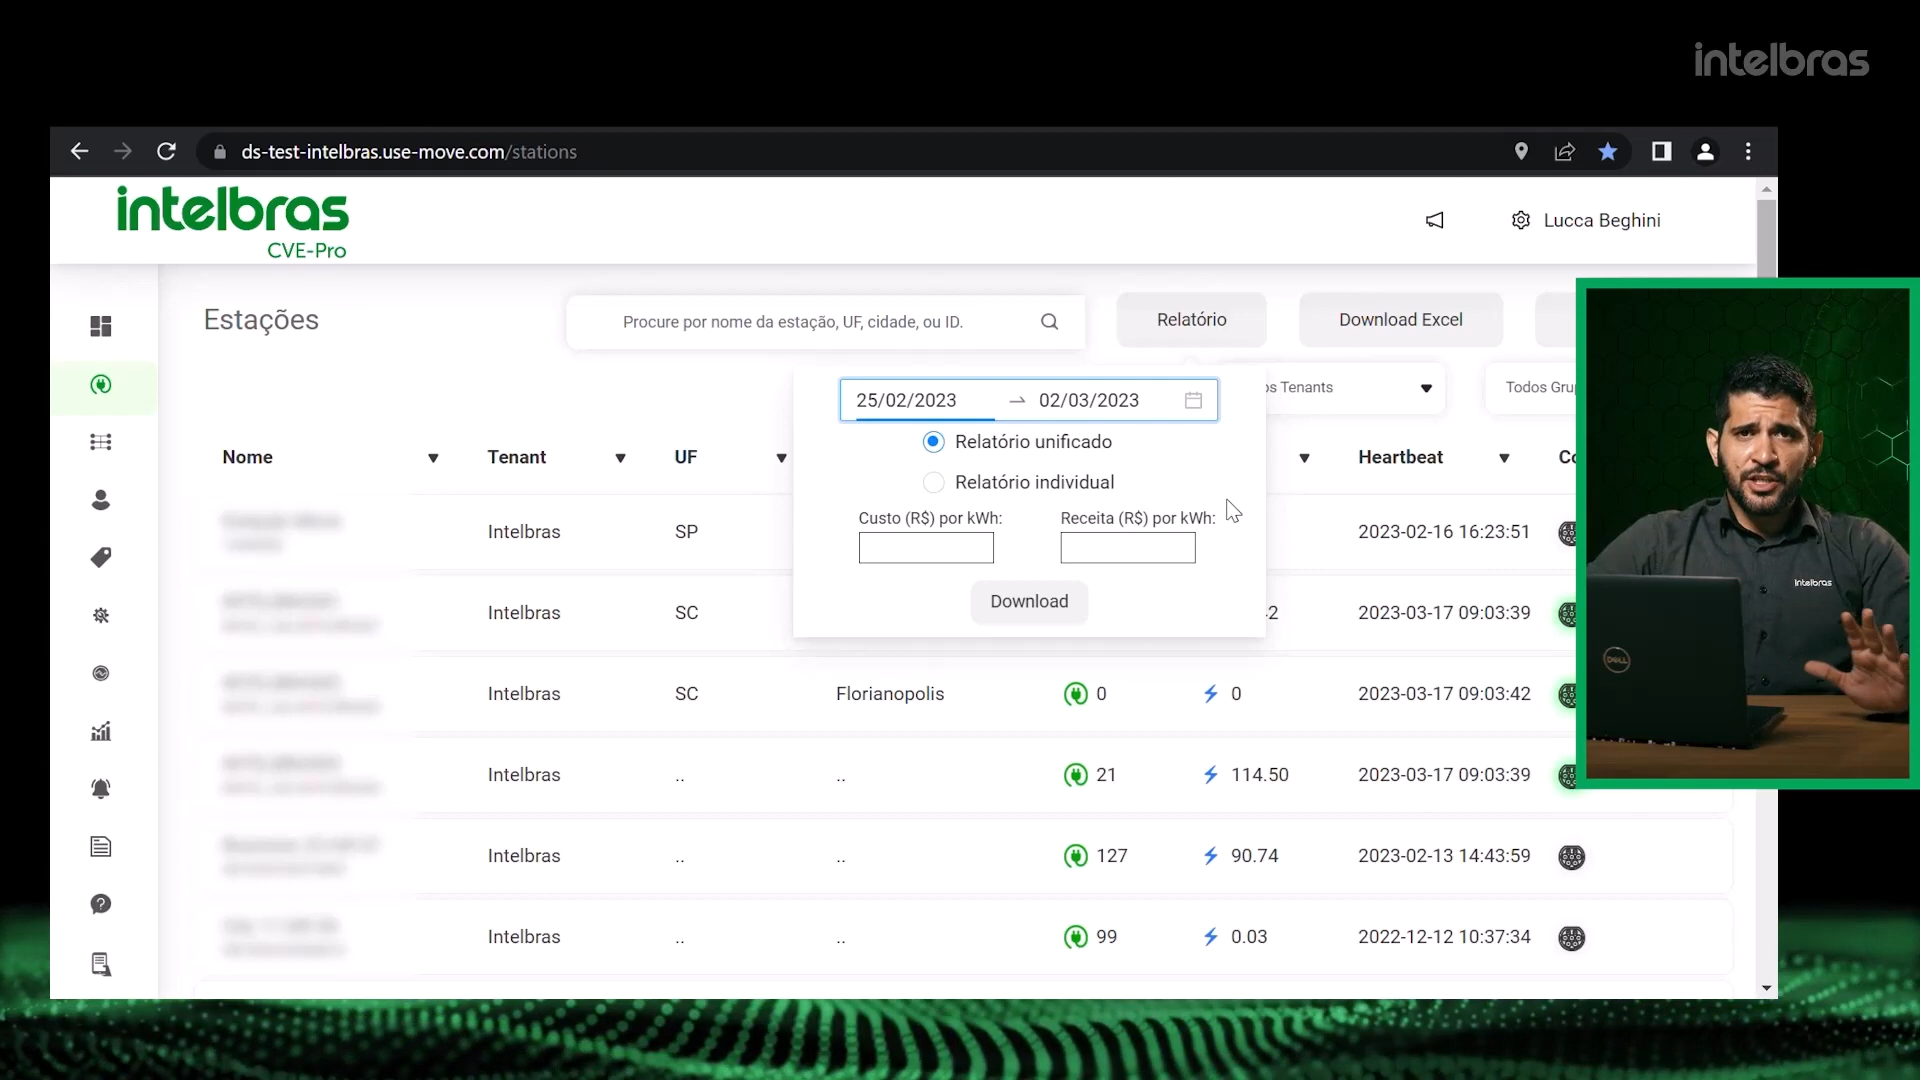 intelbras
ds-test-intelbras.use-move.com/stations
intelbras
CVE-Pro
Lucca Beghini
Estações
Procure por nome da estação, UF, cidade, ou ID.
Relatório
Download Excel
25/02/2023 → 02/03/2023
s Tenants
Todos Gru
Relatório unificado
Relatório individual
Custo (R$) por kWh:
Receita (R$) por kWh:
Download
Nome Tenant UF Heartbeat Co
Intelbras SP 2023-02-16 16:23:51
Intelbras SC 2 2023-03-17 09:03:39
Intelbras SC Florianopolis 0 0 2023-03-17 09:03:42
Intelbras .. .. 21 114.50 2023-03-17 09:03:39
Intelbras .. .. 127 90.74 2023-02-13 14:43:59
Intelbras .. .. 99 0.03 2022-12-12 10:37:34
intelbras
DELL